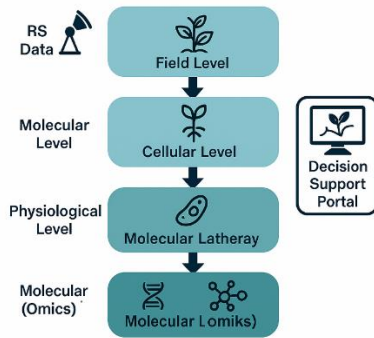 RS
Data
Field Level
Molecular
Level
Cellular Level
Decision
Support
Portal
Physiological
Level
Molecular Latheray
Molecular
(Omics)
Molecular Lomiks)